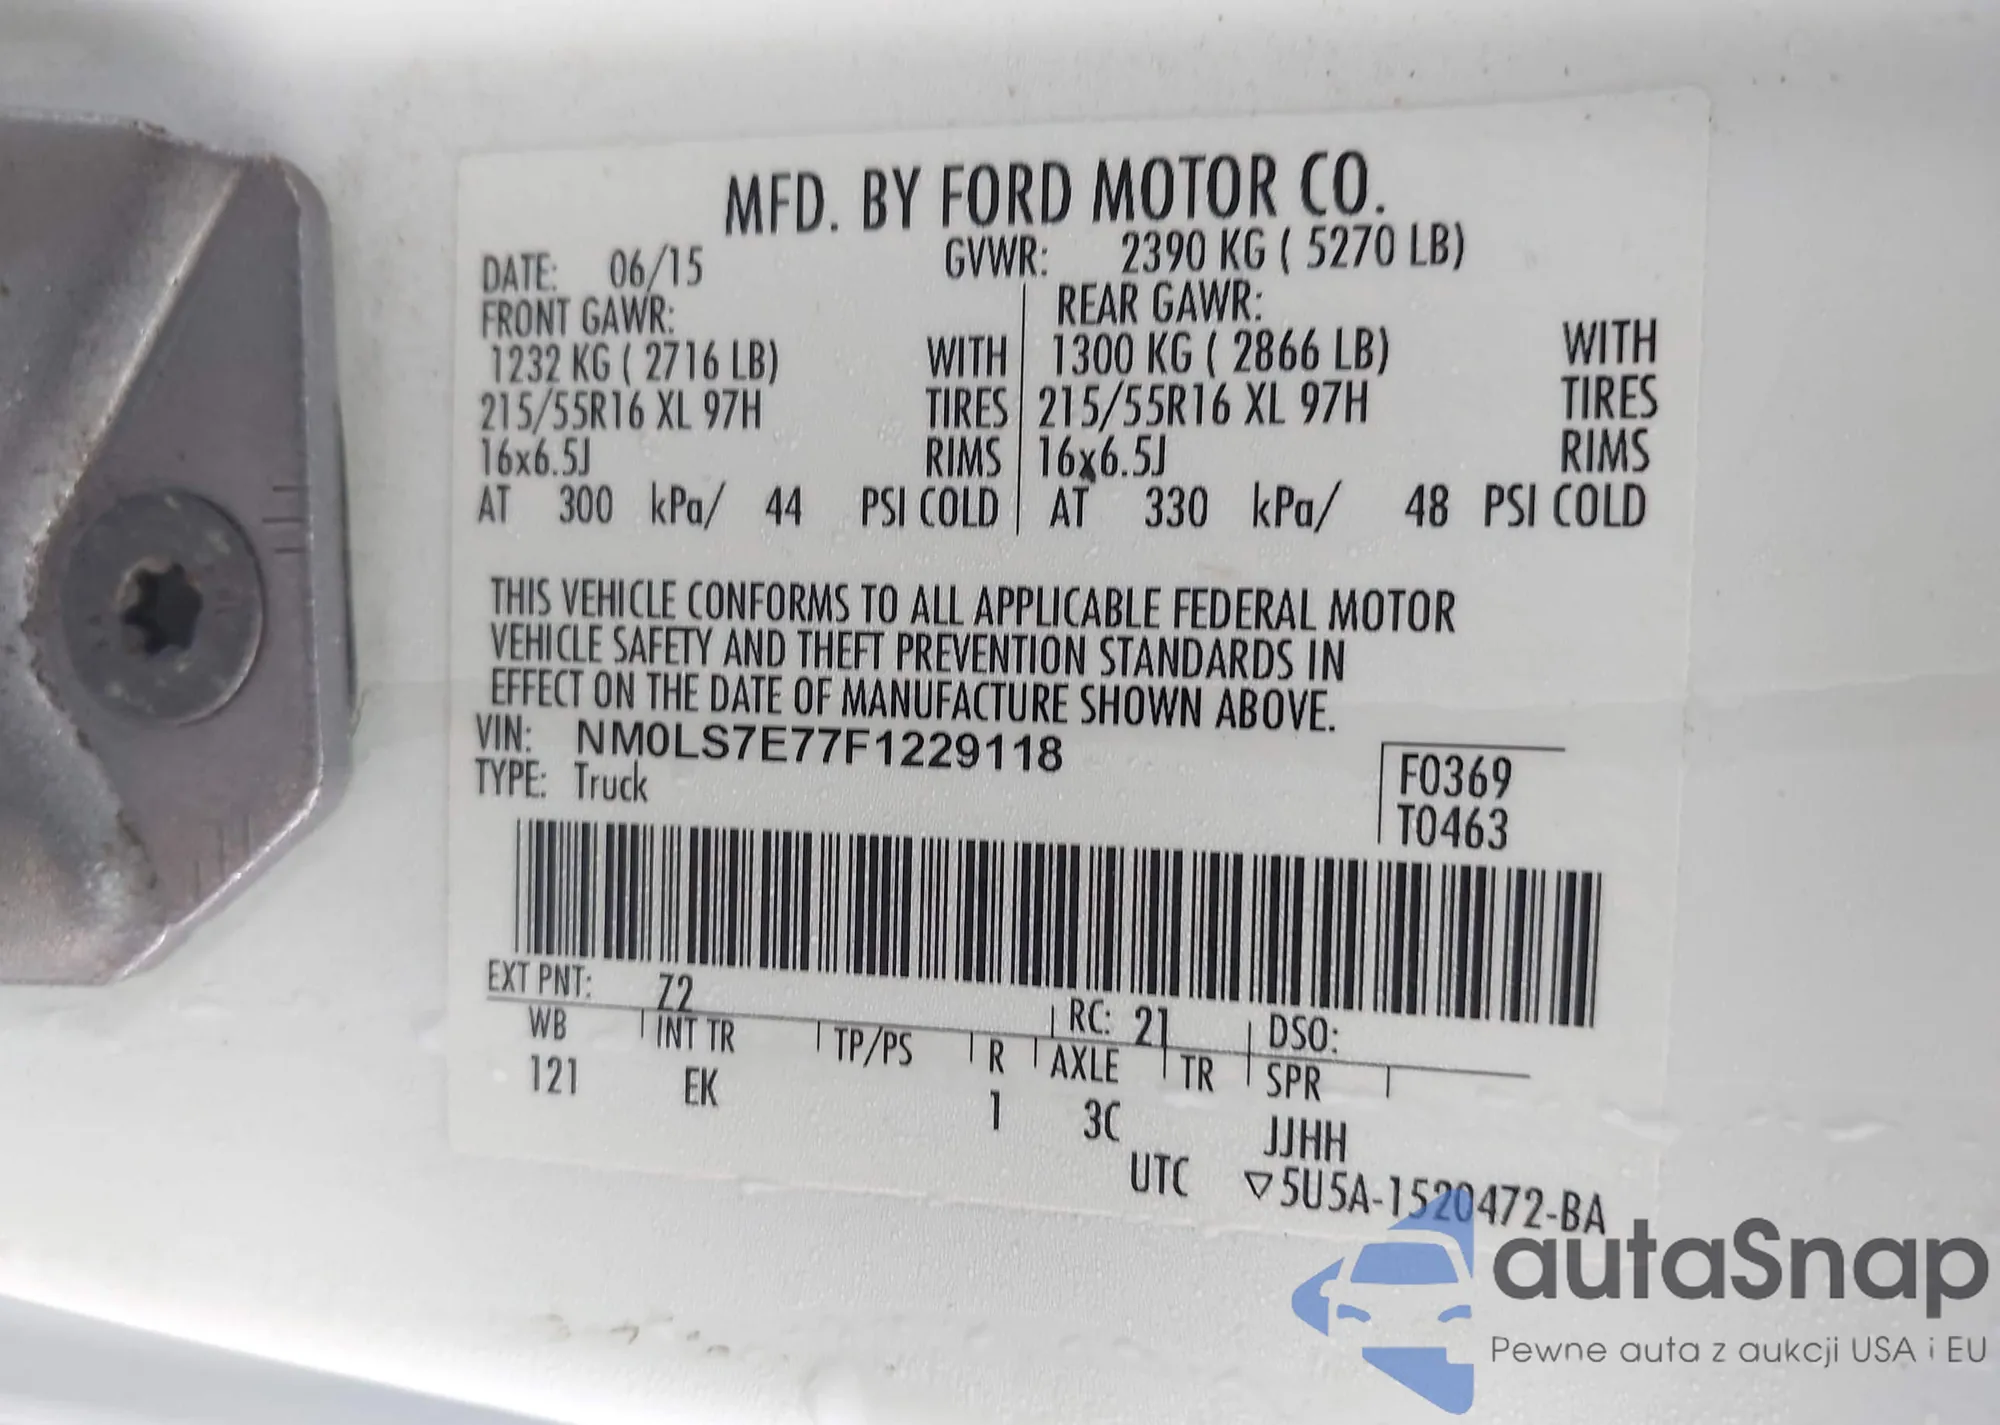 MFD. BY FORD MOTOR CO.
DATE: 06/15 GVWR: 2390 KG ( 5270 LB)
FRONT GAWR: REAR GAWR:
1232 KG ( 2716 LB) WITH 1300 KG ( 2866 LB) WITH
215/55R16 XL 97H TIRES 215/55R16 XL 97H TIRES
16x6.5J RIMS 16x6.5J RIMS
AT 300 kPa/ 44 PSI COLD AT 330 kPa/ 48 PSI COLD
THIS VEHICLE CONFORMS TO ALL APPLICABLE FEDERAL MOTOR
VEHICLE SAFETY AND THEFT PREVENTION STANDARDS IN
EFFECT ON THE DATE OF MANUFACTURE SHOWN ABOVE.
VIN: NM0LS7E77F1229118
TYPE: Truck
F0369
T0463
EXT PNT: Z2 RC: 21 DSO:
WB INT TR TP/PS R AXLE TR SPR
121 EK 1 3C JJHH
UTC ▽5U5A-1520472-BA
autaSnap
Pewne auta z aukcji USA i EU